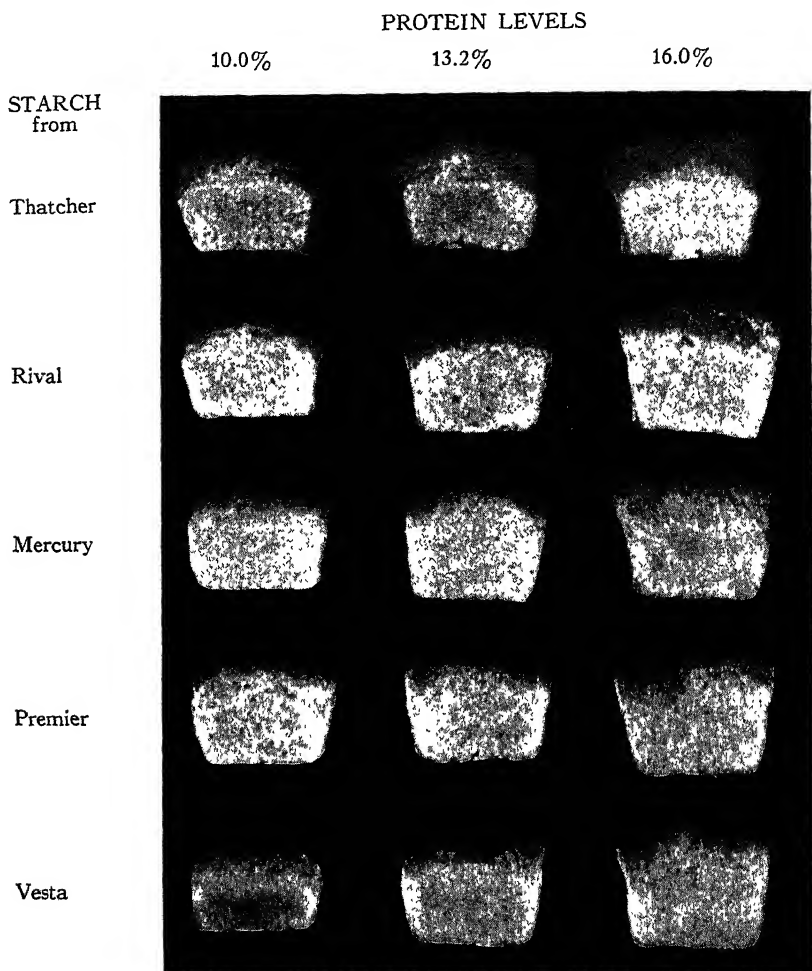 PROTEIN LEVELS
10.0% 13.2% 16.0%
STARCH
from
Thatcher
Rival
Mercury
Premier
Vesta